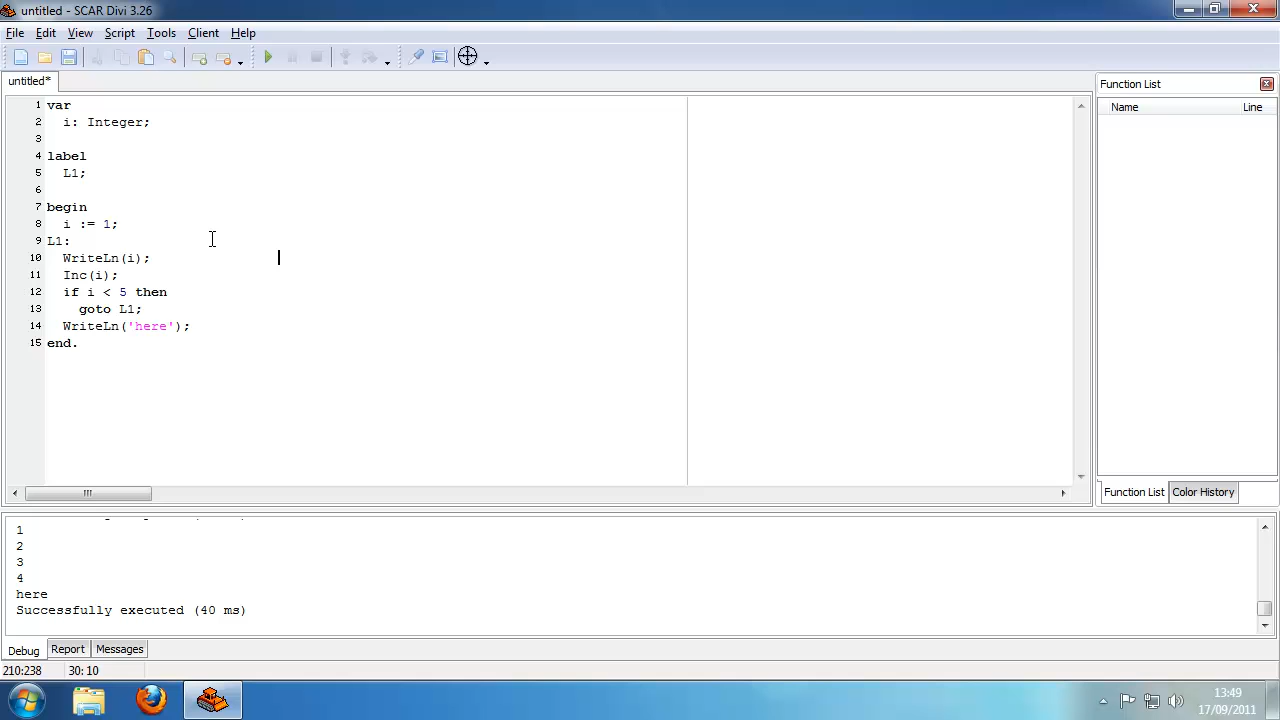 untitled - SCAR Divi 3.26
File Edit View Script Tools Client Help
untitled*
1 var
2 i: Integer;
3
4 label
5 L1;
6
7 begin
8 i := 1;
9 L1:
10 WriteLn(i);
11 Inc(i);
12 if i < 5 then
13 goto L1;
14 WriteLn('here');
15 end.
Function List
Name Line
Function List Color History
1
2
3
4
here
Successfully executed (40 ms)
Debug Report Messages
210:238 30: 10
13:49
17/09/2011